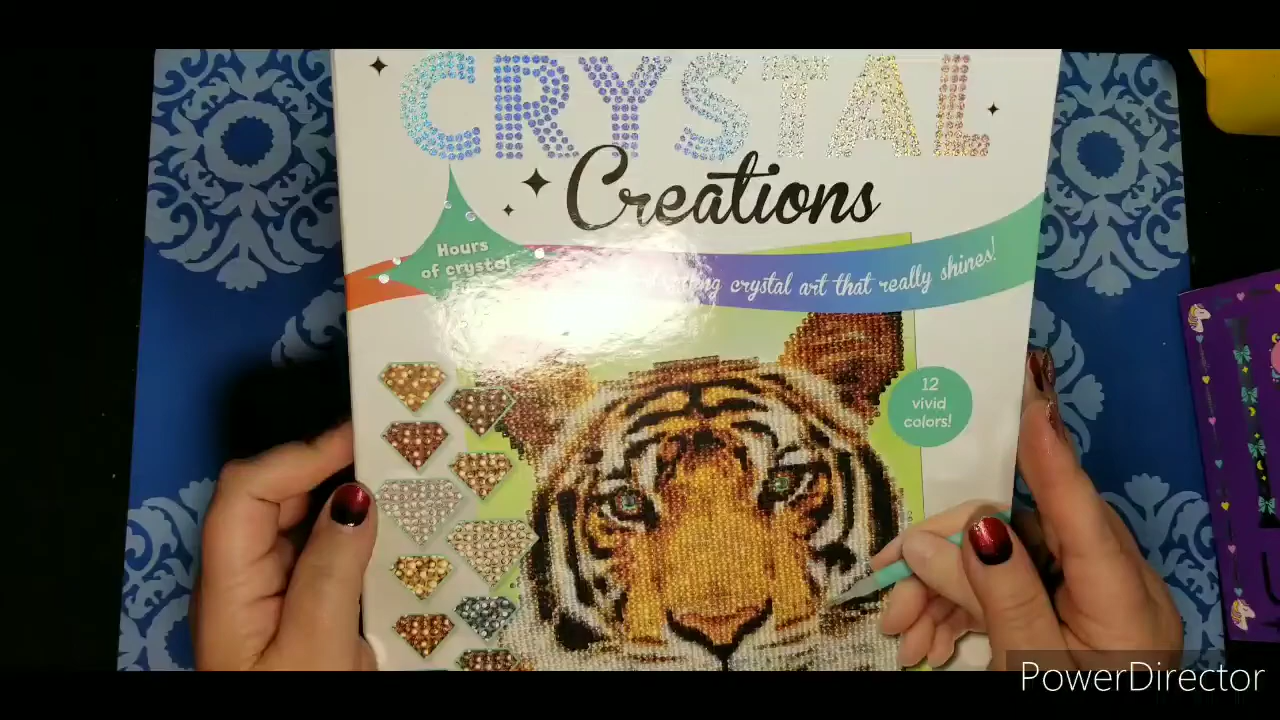 CRYSTAL
Creations
Hours
of crystal
crystal art that really shines!
12
vivid
colors!
PowerDirector